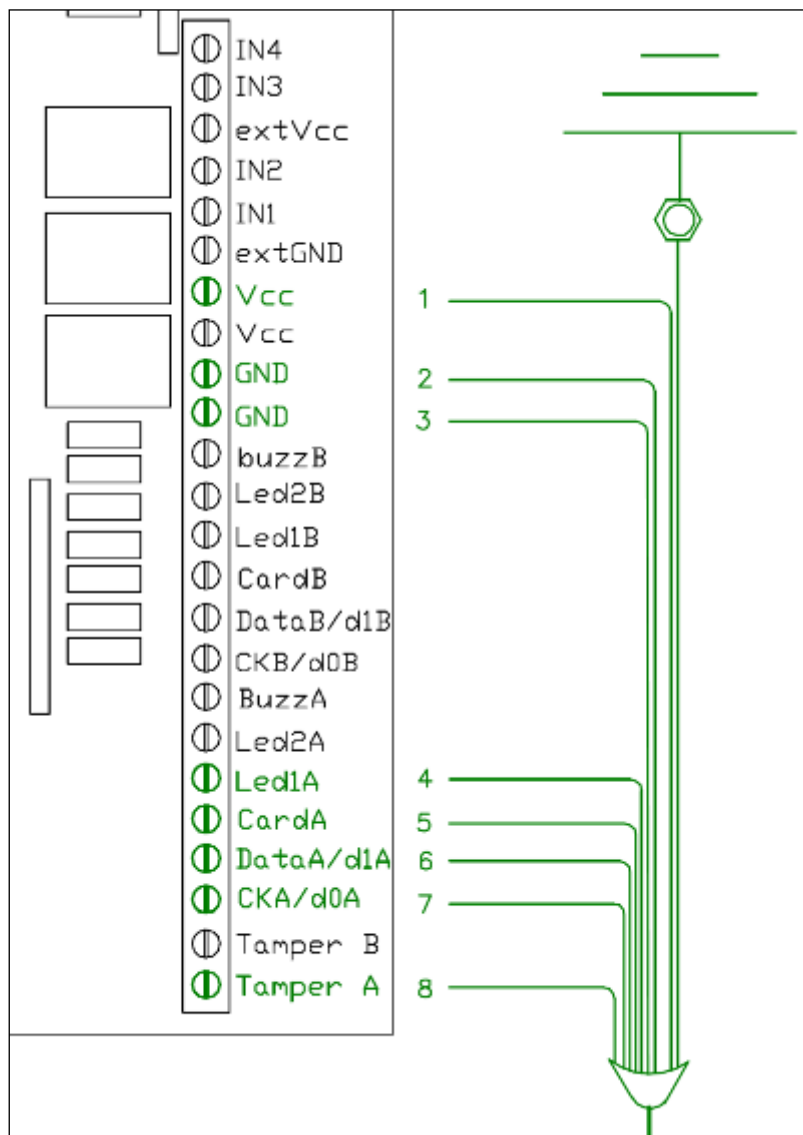 IN4
IN3
extVcc
IN2
IN1
extGND
Vcc 1
Vcc
GND 2
GND 3
buzzB
Led2B
Led1B
CardB
DataB/d1B
CKB/d0B
BuzzA
Led2A
Led1A 4
CardA 5
DataA/d1A 6
CKA/d0A 7
Tamper B
Tamper A 8